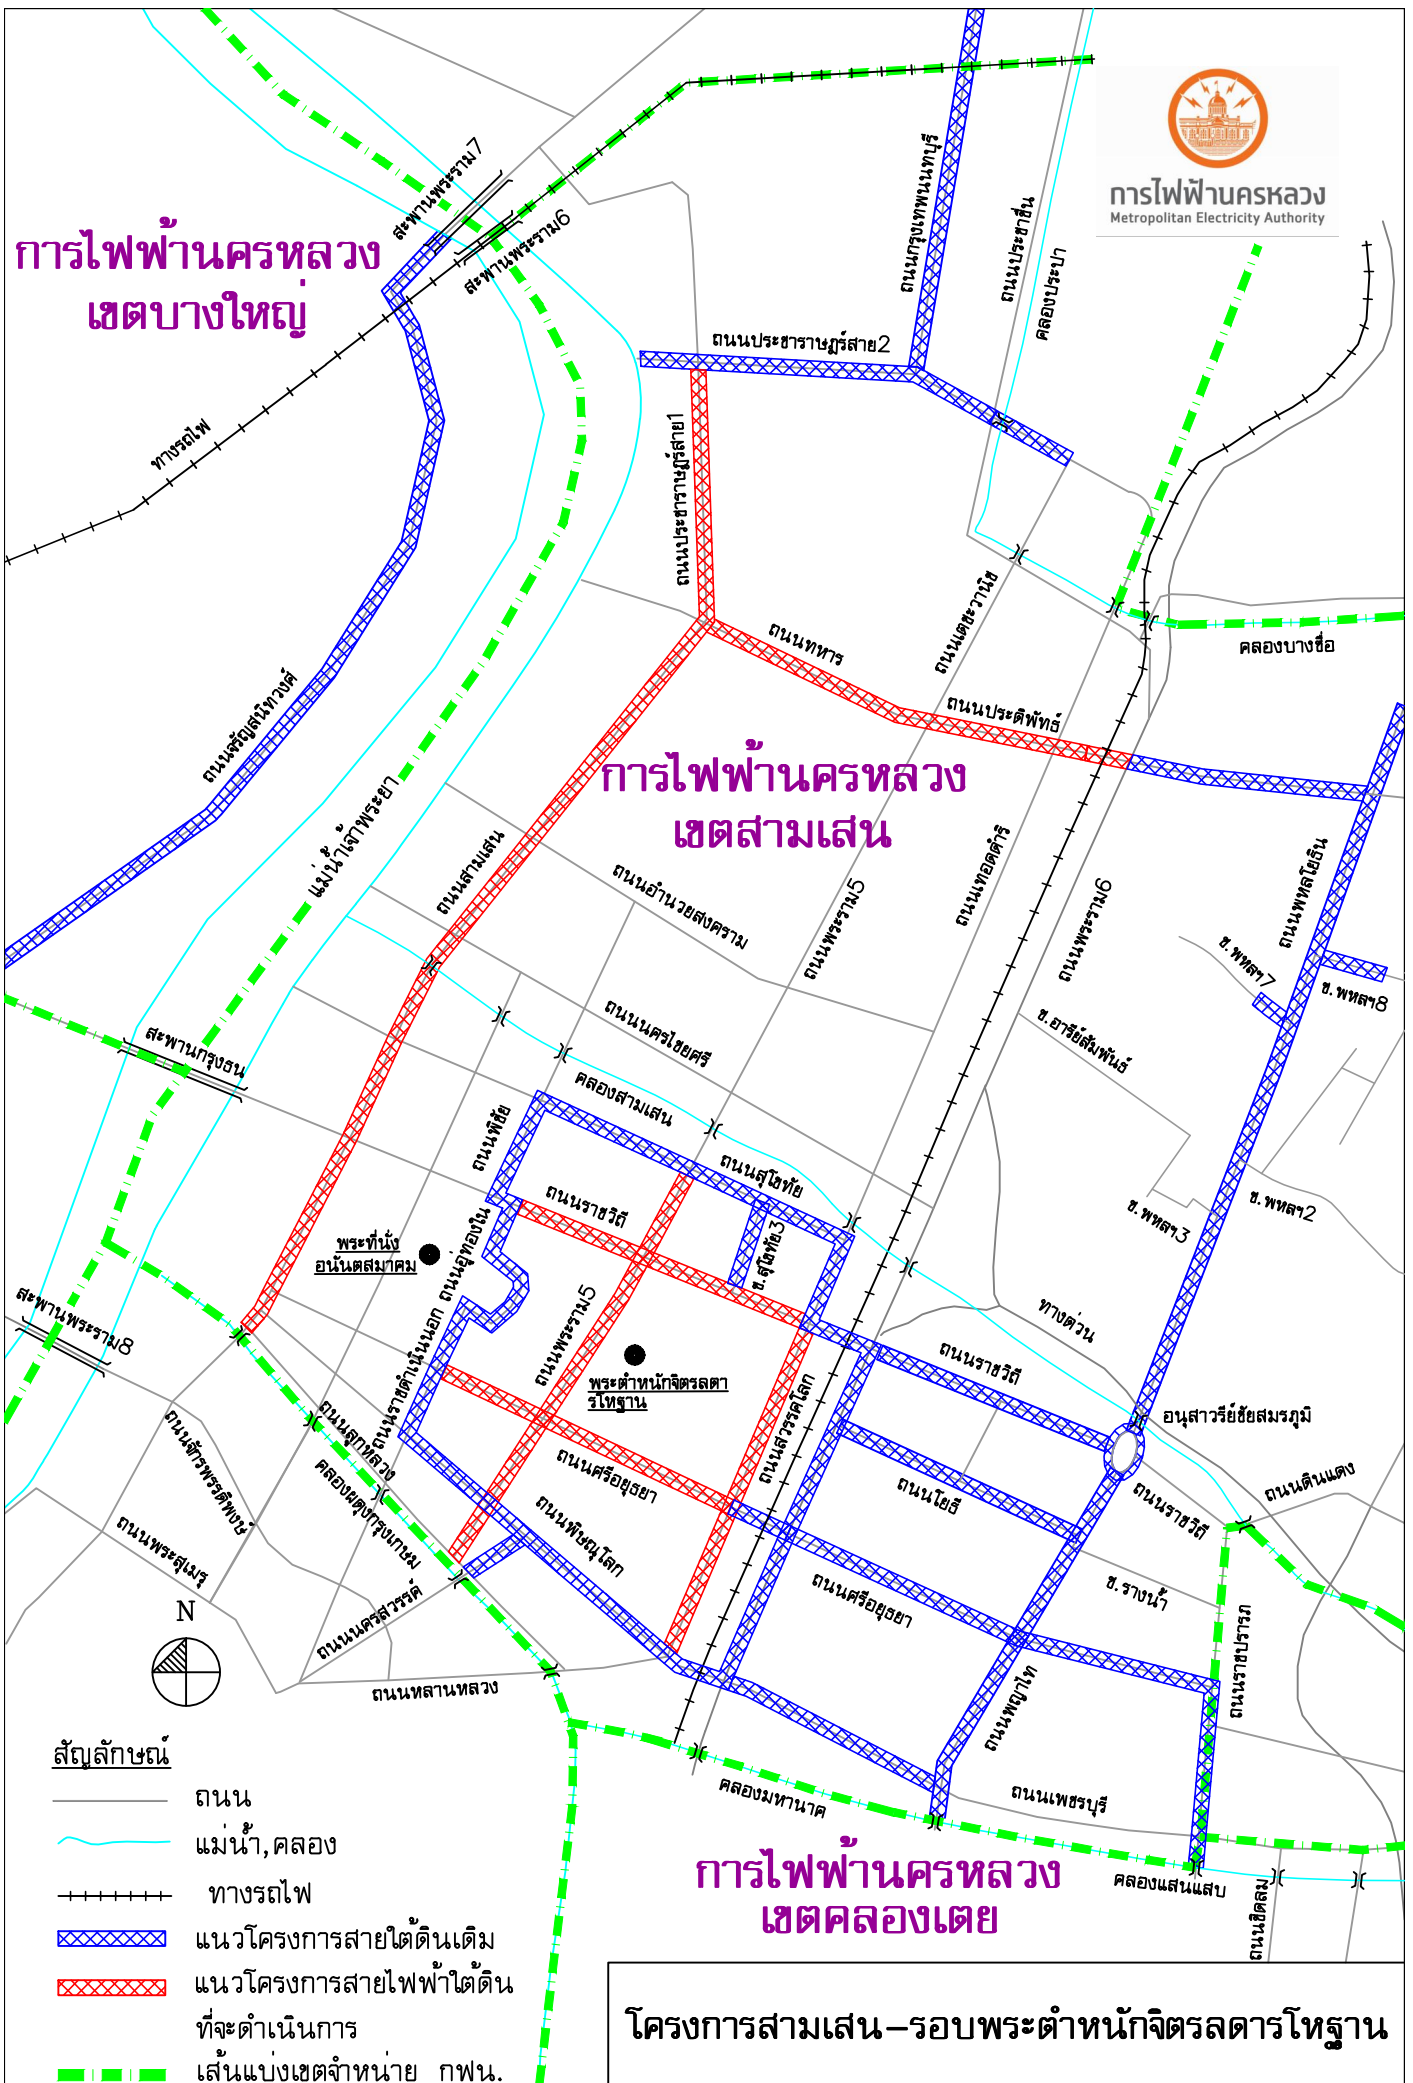 การไฟฟ้านครหลวง
Metropolitan Electricity Authority
สะพานพระราม7
สะพานพระราม6
ถนนกรุงเทพนนทบุรี
ถนนประชาชื่น
คลองประปา
การไฟฟ้านครหลวง
เขตบางใหญ่
ถนนประชาราษฎร์สาย2
ทางรถไฟ
ถนนประชาราษฎร์สาย1
ถนนทหาร
ถนนเตชะวานิช
คลองบางซื่อ
ถนนจรัญสนิทวงศ์
ถนนประดิพัทธ์
แม่น้ำเจ้าพระยา
การไฟฟ้านครหลวง
เขตสามเสน
ถนนสามเสน
ถนนอำนวยสงคราม
ถนนพระราม5
ถนนเทอดดำริ
ถนนพระราม6
ถนนพหลโยธิน
ซ.พหลฯ7
ซ.พหลฯ8
สะพานกรุงธน
ถนนนครไชยศรี
ซ.อารีย์สัมพันธ์
คลองสามเสน
ถนนพิชัย
ถนนสุโขทัย
ถนนราชวิถี
ซ.สุโขทัย3
ซ.พหลฯ3
ซ.พหลฯ2
พระที่นั่ง
อนันตสมาคม
ถนนอู่ทองใน
สะพานพระราม8
ถนนราชดำเนินนอก
ถนนพระราม5
ทางด่วน
ถนนราชวิถี
พระตำหนักจิตรลดา
รโหฐาน
ถนนสวรรคโลก
อนุสาวรีย์ชัยสมรภูมิ
ถนนจักรพรรดิพงษ์
ถนนลูกหลวง
คลองผดุงกรุงเกษม
ถนนศรีอยุธยา
ถนนโยธี
ถนนราชวิถี
ถนนดินแดง
ถนนพระสุเมรุ
ถนนพิษณุโลก
ถนนศรีอยุธยา
ซ.รางน้ำ
N
ถนนนครสวรรค์
ถนนราชปรารภ
ถนนหลานหลวง
ถนนพญาไท
สัญลักษณ์
คลองมหานาค
ถนนเพชรบุรี
ถนน
แม่น้ำ,คลอง
การไฟฟ้านครหลวง
เขตคลองเตย
คลองแสนแสบ
ถนนชิดลม
ทางรถไฟ
แนวโครงการสายใต้ดินเดิม
แนวโครงการสายไฟฟ้าใต้ดิน
ที่จะดำเนินการ
เส้นแบ่งเขตจำหน่าย กฟน.
โครงการสามเสน–รอบพระตำหนักจิตรลดารโหฐาน